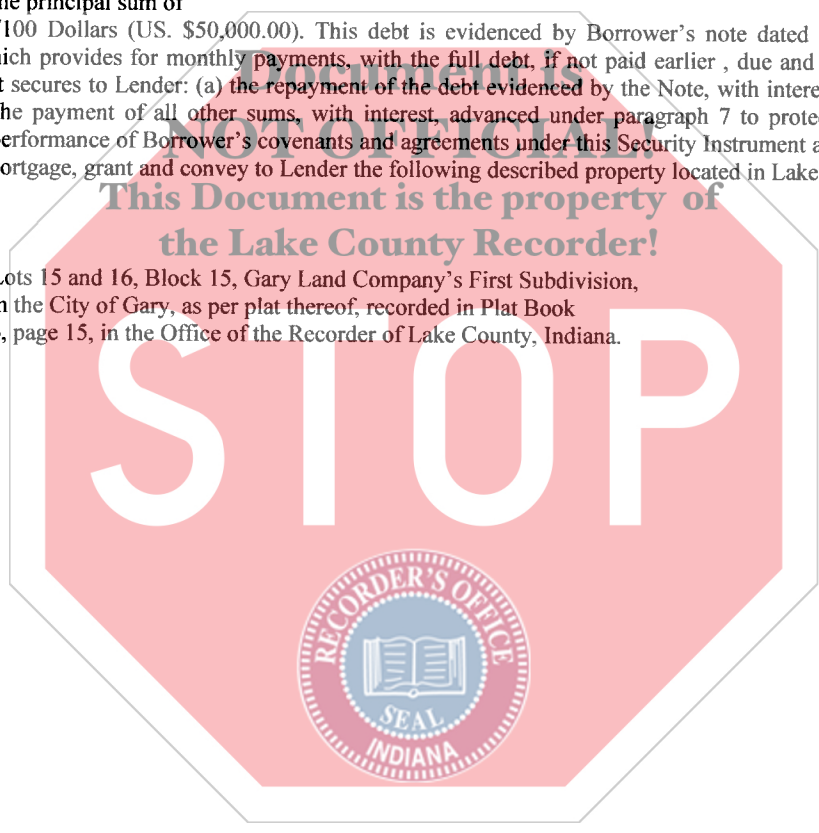 he principal sum of
/100 Dollars (US. $50,000.00). This debt is evidenced by Borrower's note dated
ich provides for monthly payments, with the full debt, if not paid earlier , due and
t secures to Lender: (a) the repayment of the debt evidenced by the Note, with intere
he payment of all other sums, with interest, advanced under paragraph 7 to prote
erformance of Borrower's covenants and agreements under this Security Instrument a
ortgage, grant and convey to Lender the following described property located in Lake
Document is
NOT OFFICIAL!
This Document is the property of
the Lake County Recorder!
Lots 15 and 16, Block 15, Gary Land Company's First Subdivision,
n the City of Gary, as per plat thereof, recorded in Plat Book
, page 15, in the Office of the Recorder of Lake County, Indiana.
STOP
RECORDER'S OFFICE
SEAL
INDIANA